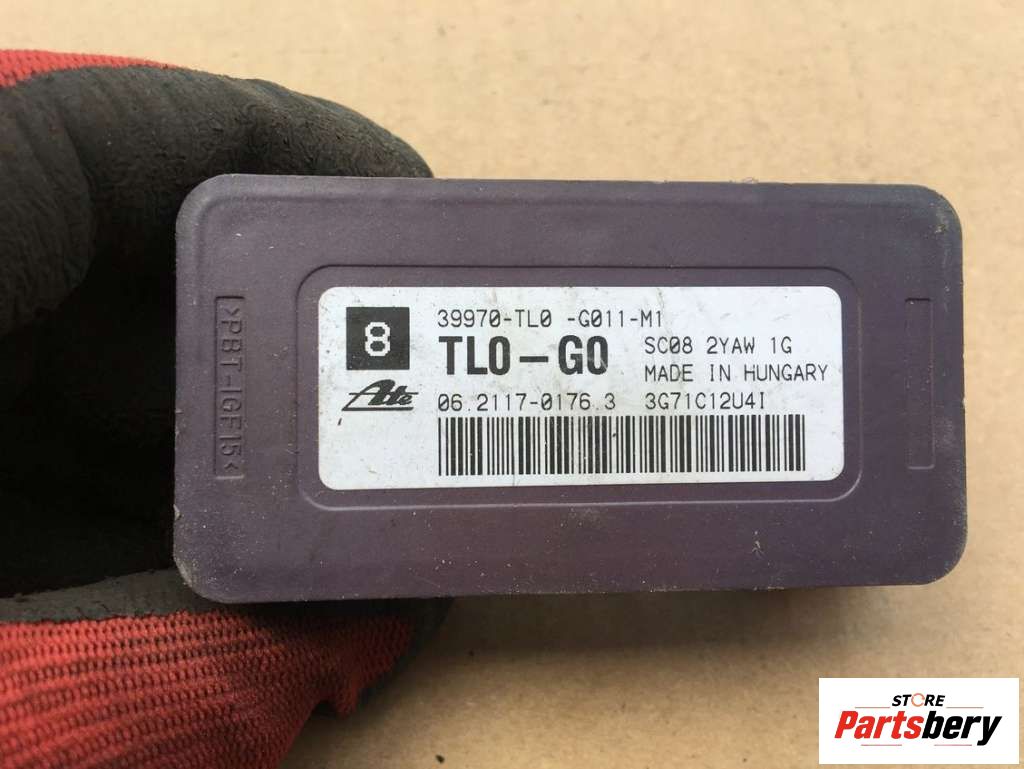 >PBT-IGF15<
8
39970-TL0 -G011-M1
TL0-G0
SC08 2YAW 1G
MADE IN HUNGARY
Ate
06.2117-0176.3 3G71C12U4I
STORE
Partsbery